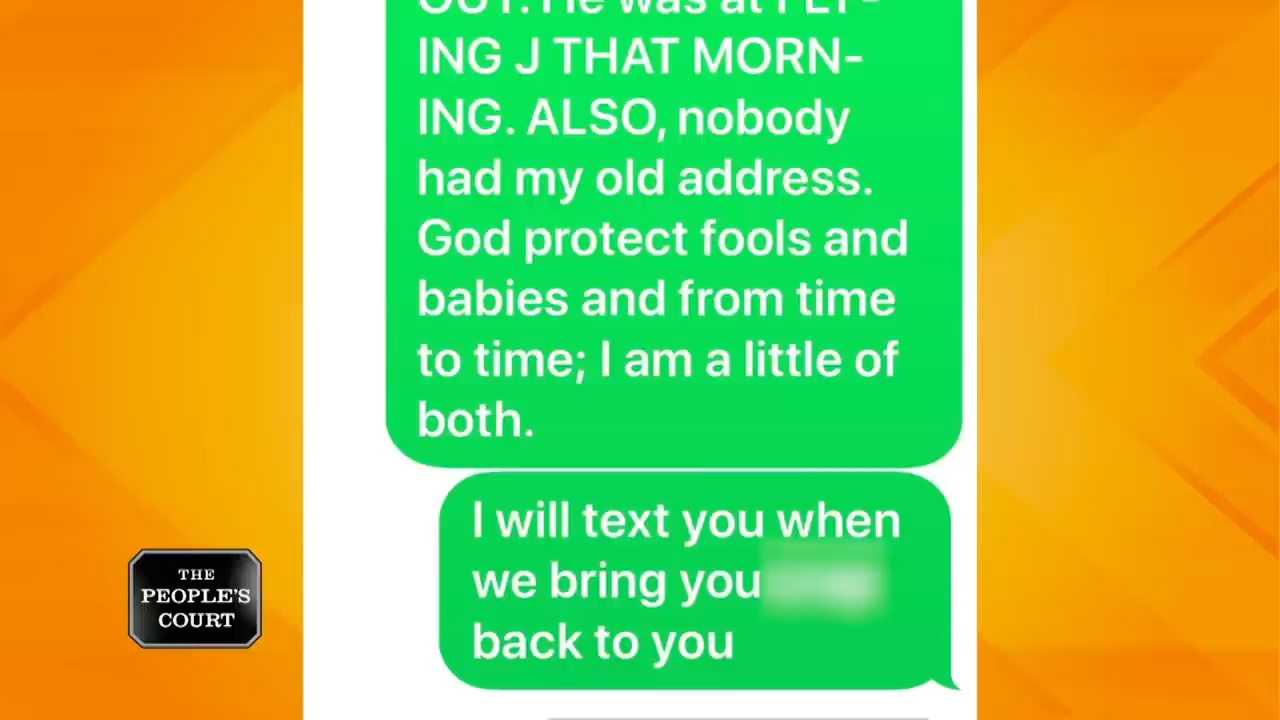 ING J THAT MORN-
ING. ALSO, nobody
had my old address.
God protect fools and
babies and from time
to time; I am a little of
both.
I will text you when
we bring you
back to you
THE
PEOPLE'S
COURT